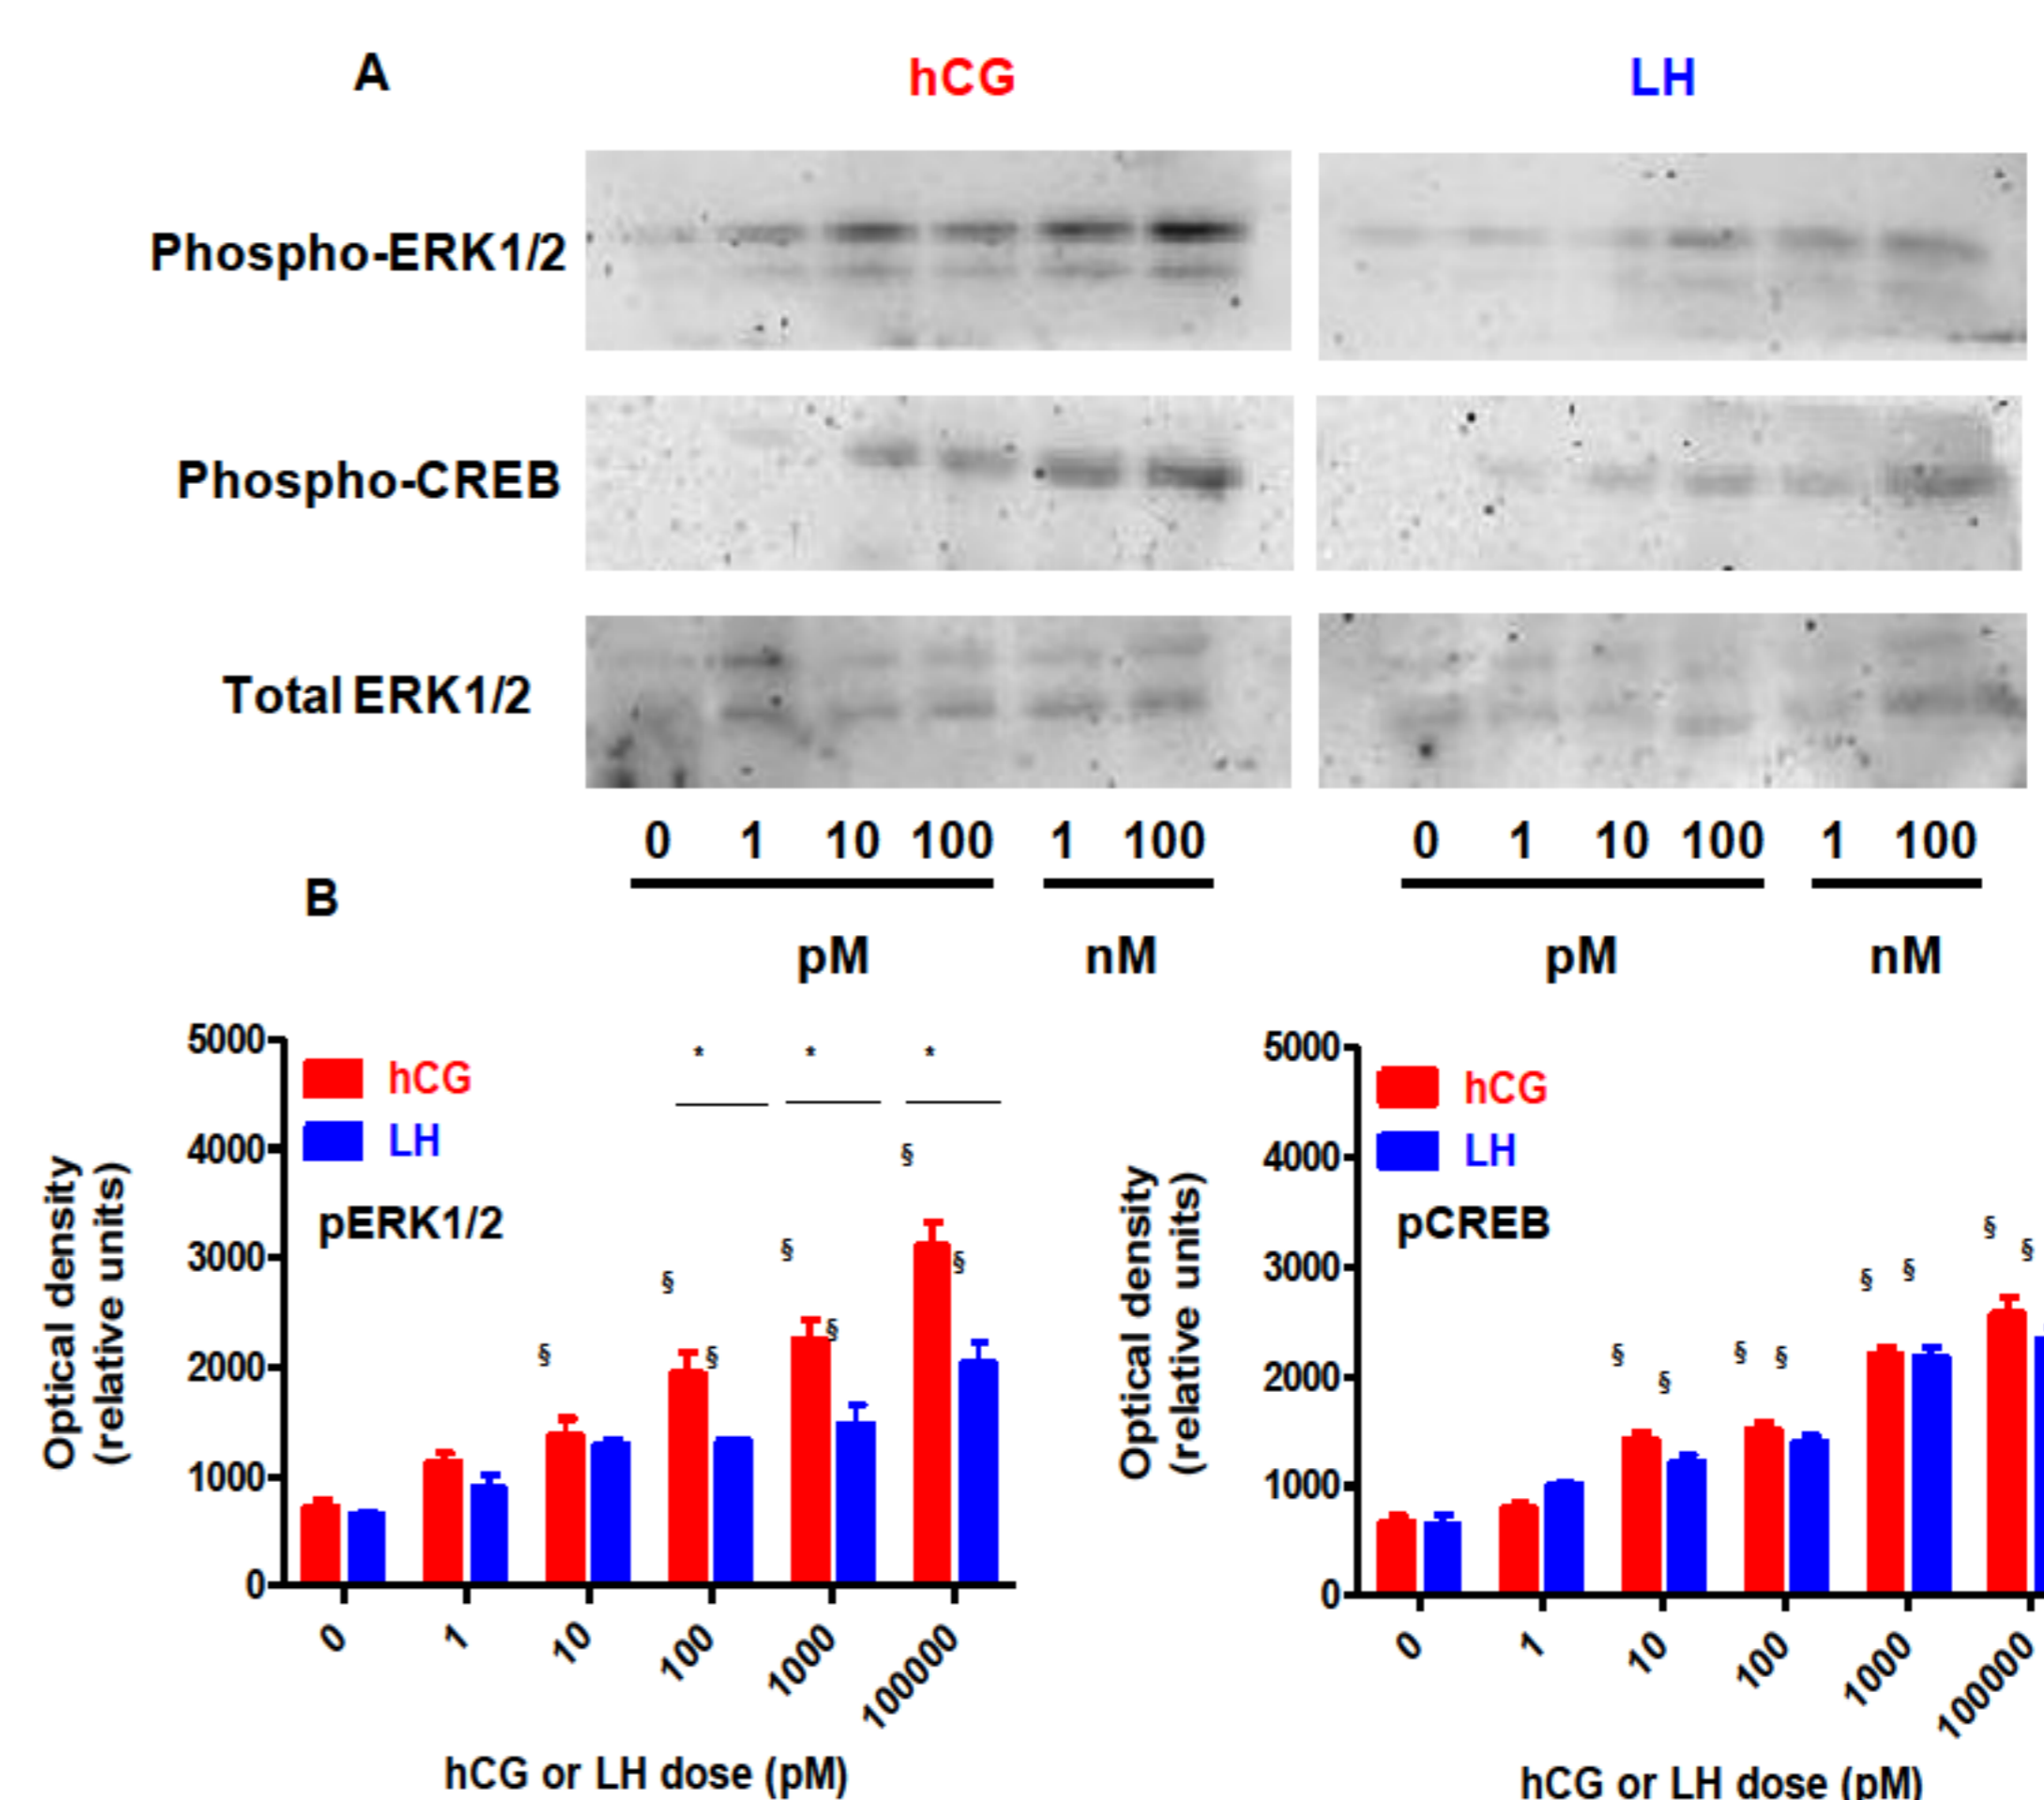 A
hCG
LH
Phospho-ERK1/2
Phospho-CREB
Total ERK1/2
0 1 10 100 1 100
0 1 10 100 1 100
B
pM nM
pM nM
5000
4000
3000
2000
1000
0
Optical density
(relative units)
hCG
LH
pERK1/2
* * *
§ § § § § § §
0 1 10 100 1000 100000
hCG or LH dose (pM)
5000
4000
3000
2000
1000
0
Optical density
(relative units)
hCG
LH
pCREB
§ § § § § § § §
0 1 10 100 1000 100000
hCG or LH dose (pM)